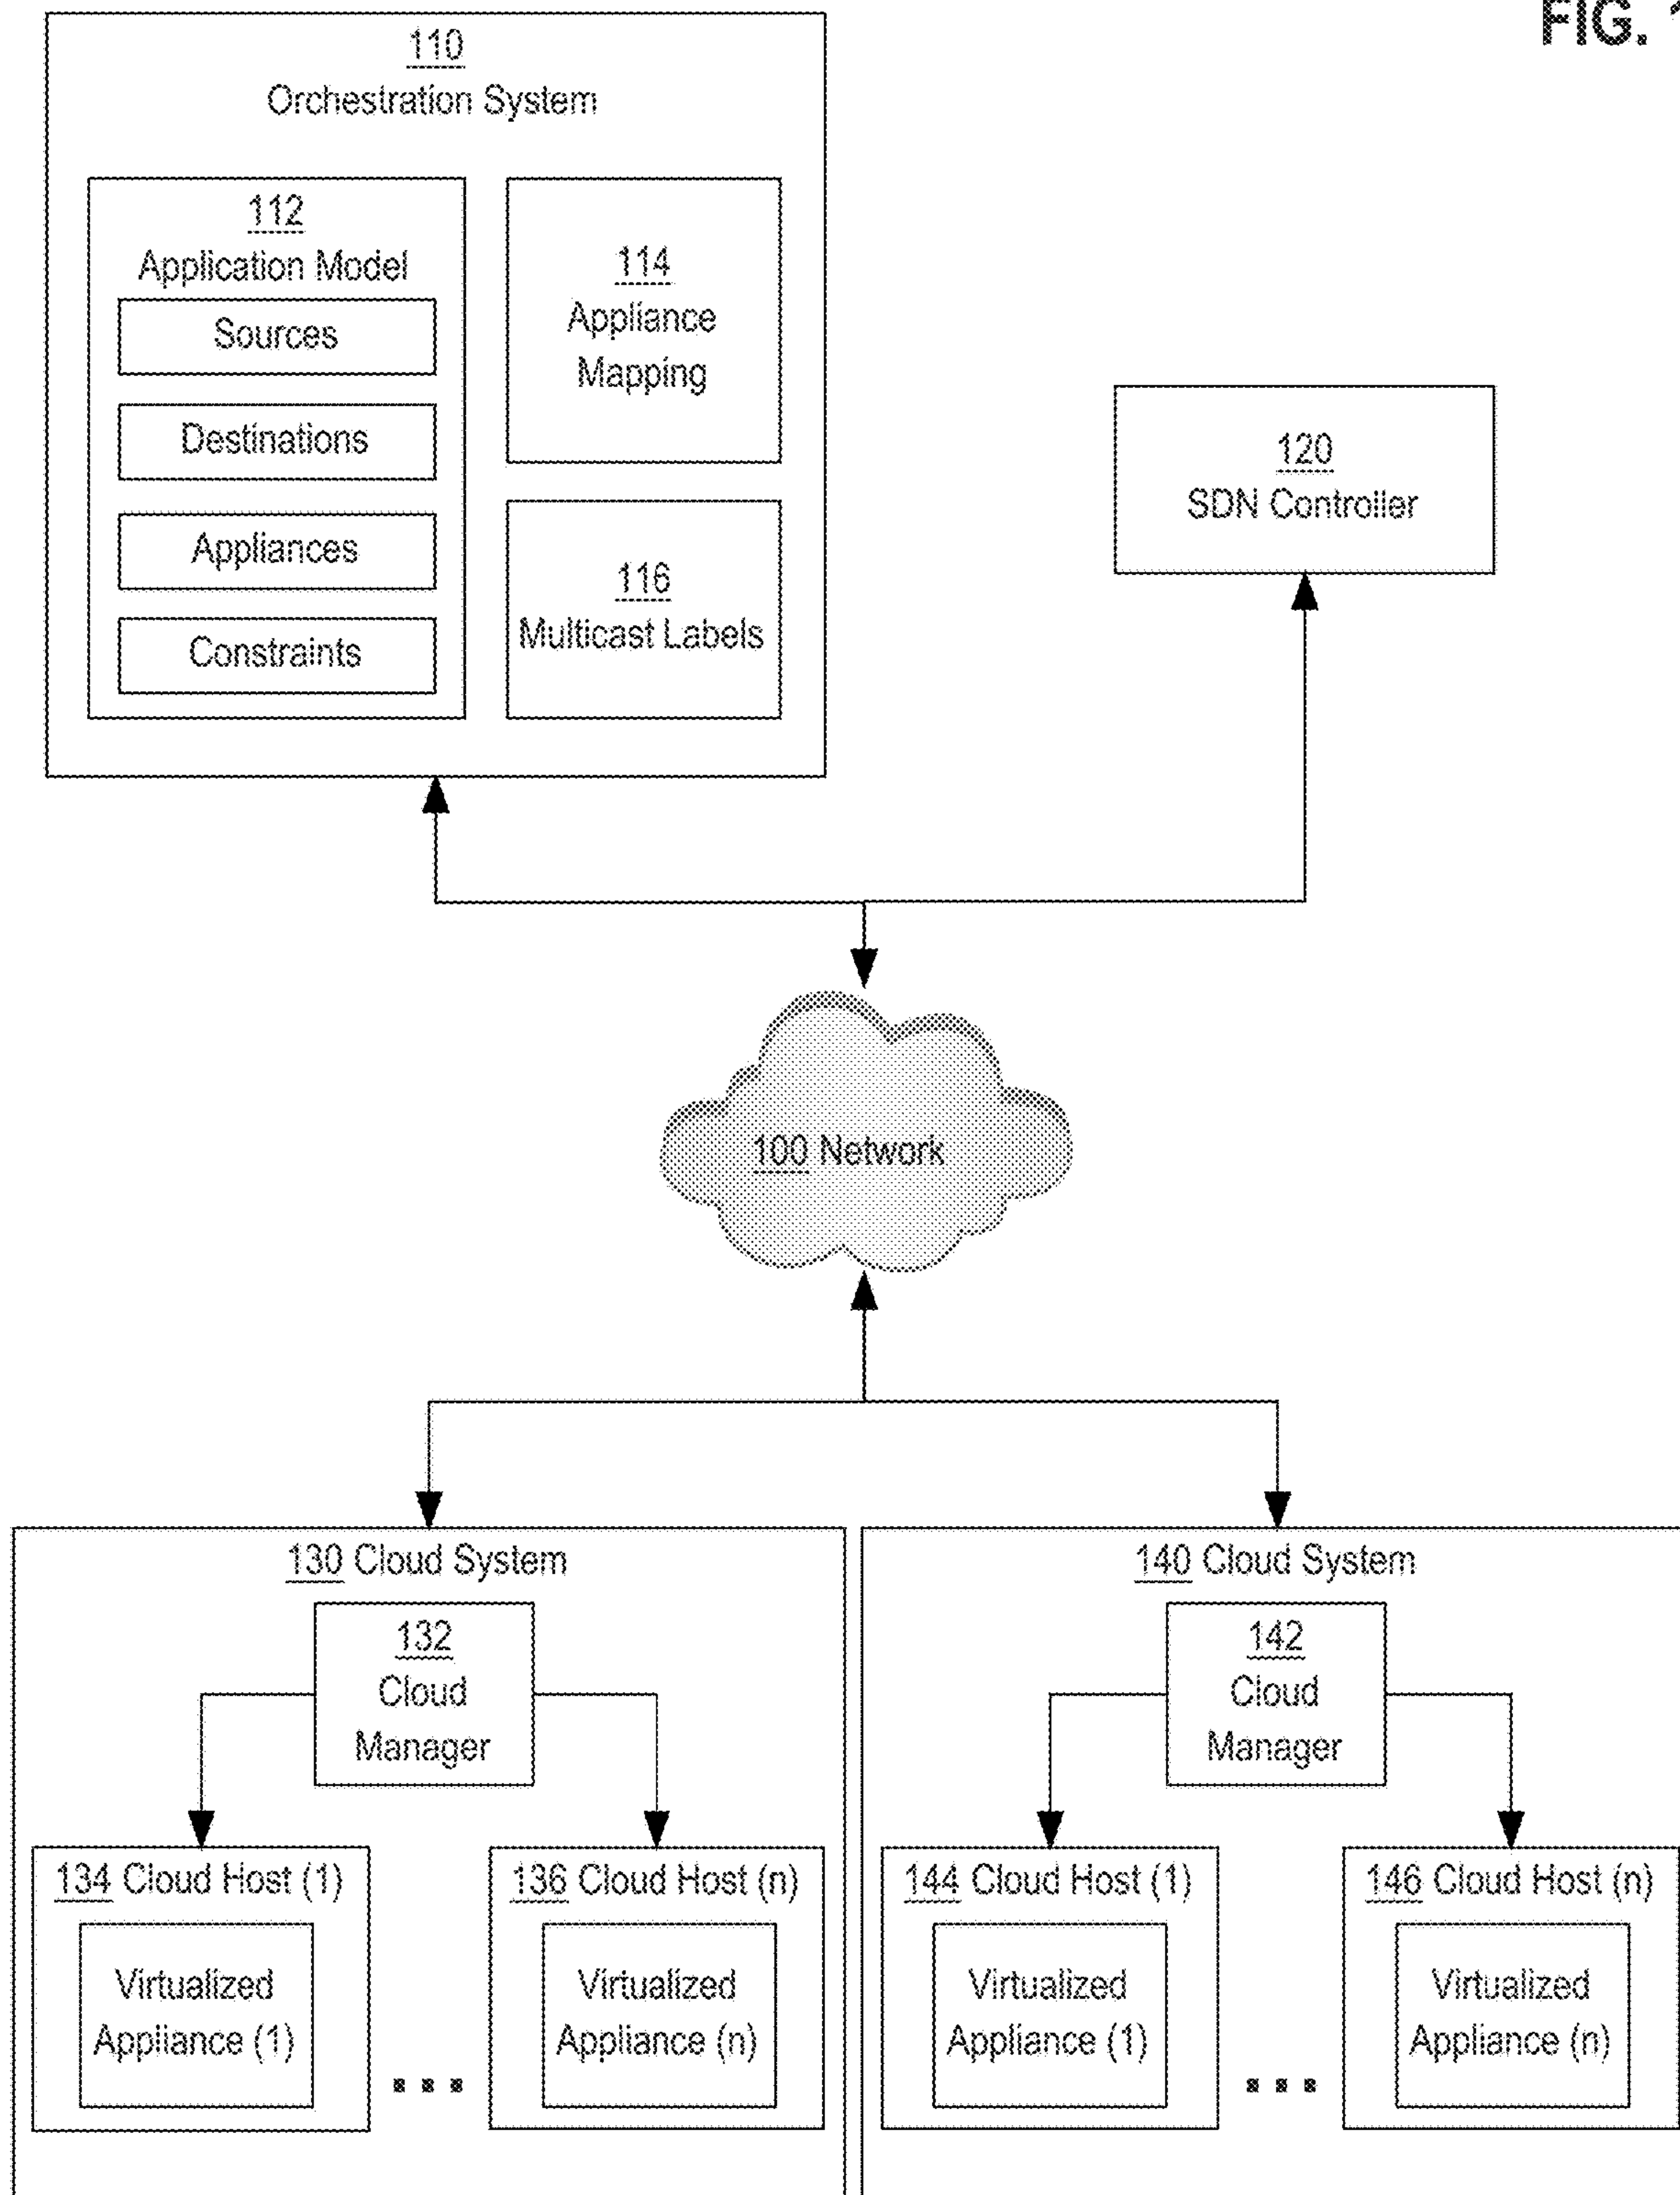 FIG. 1
110
Orchestration System
112
Application Model
Sources
Destinations
Appliances
Constraints
114
Appliance
Mapping
116
Multicast Labels
120
SDN Controller
100 Network
130 Cloud System
132
Cloud
Manager
134 Cloud Host (1)
Virtualized
Appliance (1)
...
136 Cloud Host (n)
Virtualized
Appliance (n)
140 Cloud System
142
Cloud
Manager
144 Cloud Host (1)
Virtualized
Appliance (1)
...
146 Cloud Host (n)
Virtualized
Appliance (n)